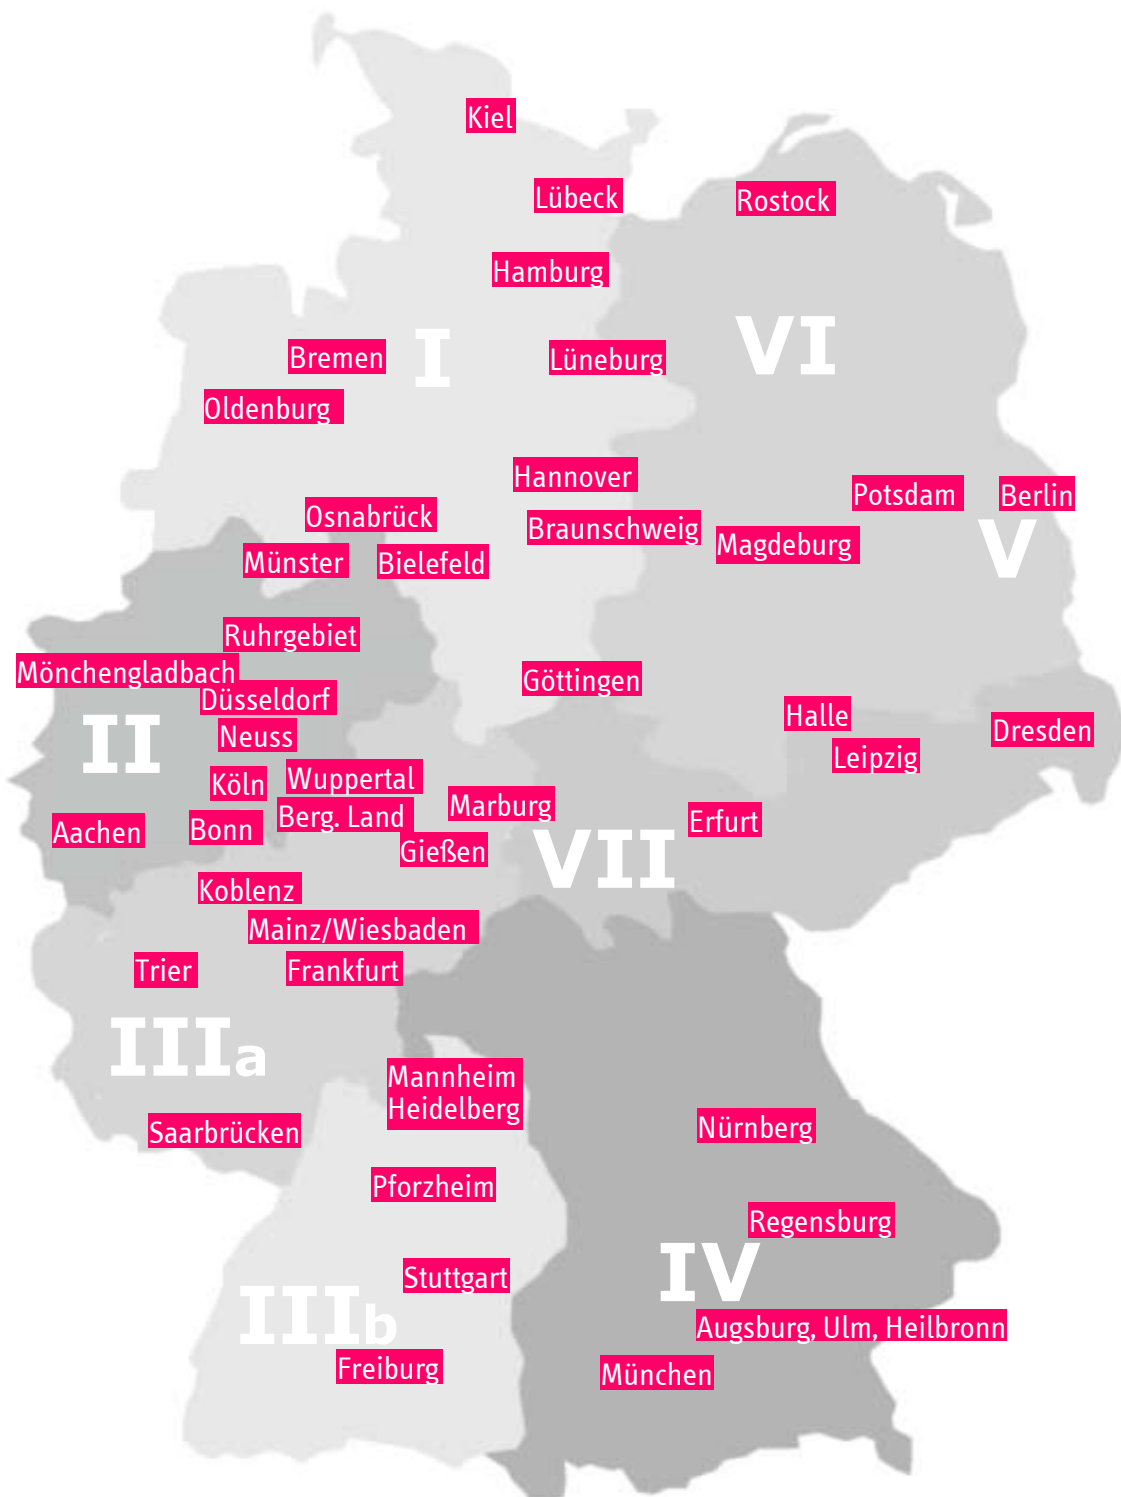 Kiel
Lübeck
Rostock
Hamburg
VI
I
Bremen
Lüneburg
Oldenburg
Hannover
Potsdam
Berlin
Osnabrück
Braunschweig
Magdeburg
V
Münster
Bielefeld
Ruhrgebiet
Mönchengladbach
Göttingen
Düsseldorf
Halle
Dresden
II
Neuss
Leipzig
Köln
Wuppertal
Marburg
Berg. Land
Erfurt
Aachen
Bonn
Gießen
VII
Koblenz
Mainz/Wiesbaden
Trier
Frankfurt
IIIa
Mannheim
Heidelberg
Nürnberg
Saarbrücken
Pforzheim
Regensburg
Stuttgart
IV
IIIb
Augsburg, Ulm, Heilbronn
Freiburg
München